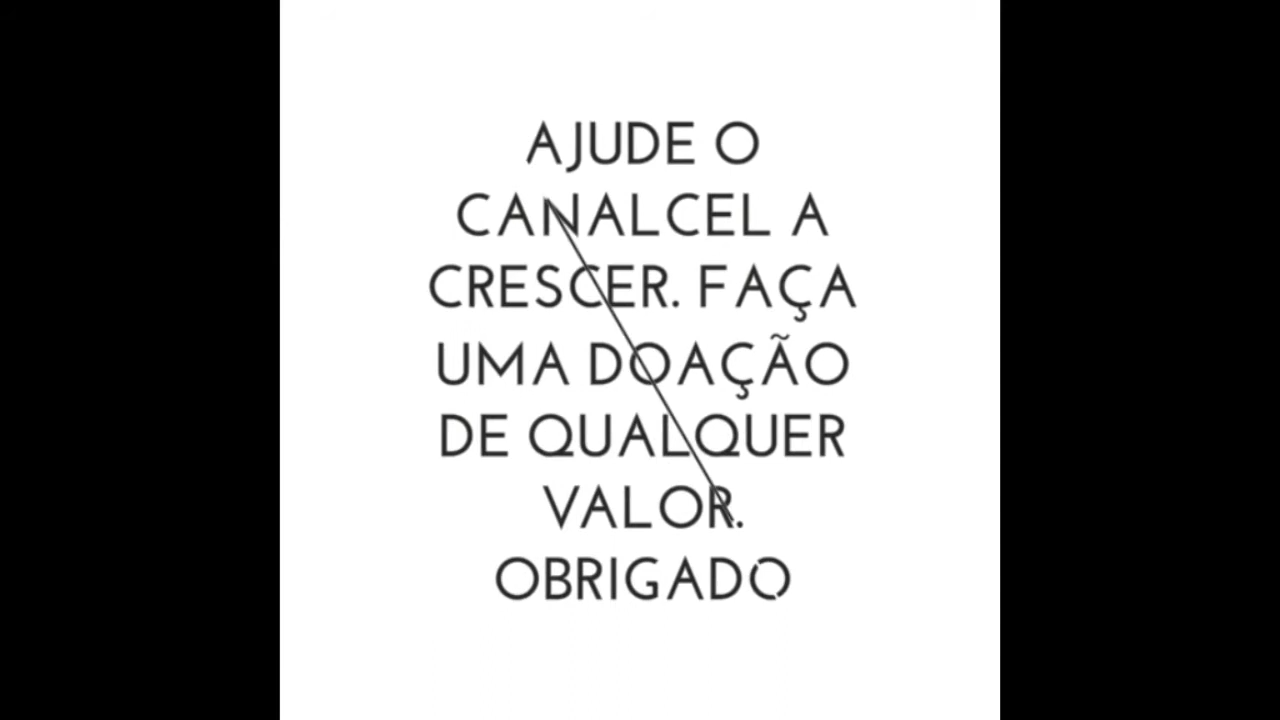 AJUDE O
CANALCEL A
CRESCER. FAÇA
UMA DOAÇÃO
DE QUALQUER
VALOR.
OBRIGADO